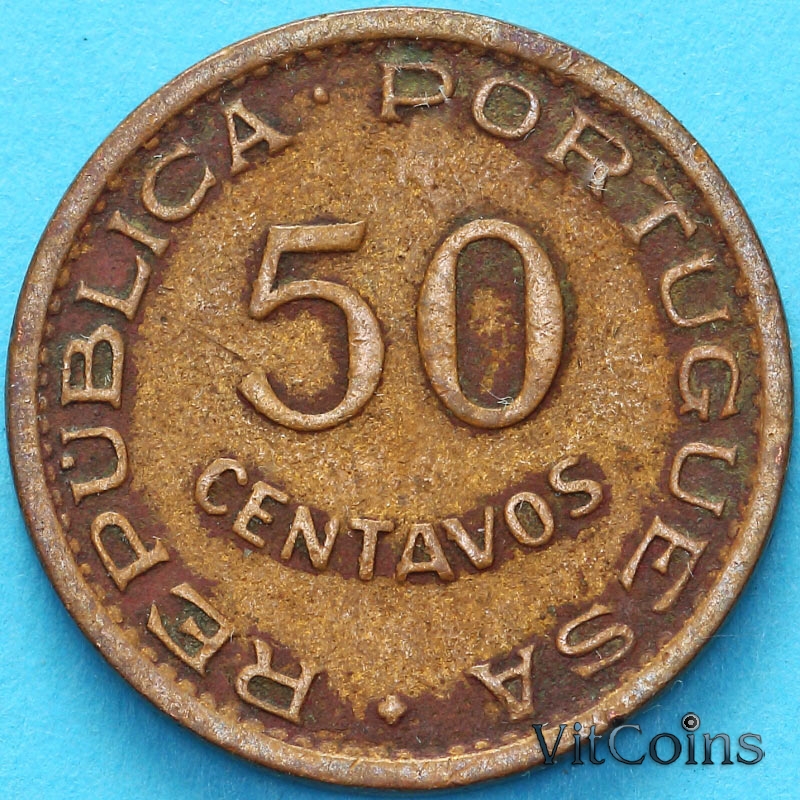 REPUBLICA · PORTUGUESA ·
50
CENTAVOS
VitCoins